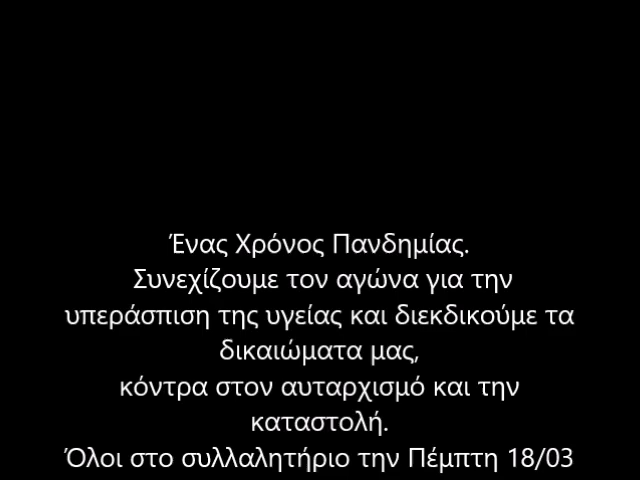 Ένας Χρόνος Πανδημίας.
Συνεχίζουμε τον αγώνα για την
υπεράσπιση της υγείας και διεκδικούμε τα
δικαιώματα μας,
κόντρα στον αυταρχισμό και την
καταστολή.
Όλοι στο συλλαλητήριο την Πέμπτη 18/03